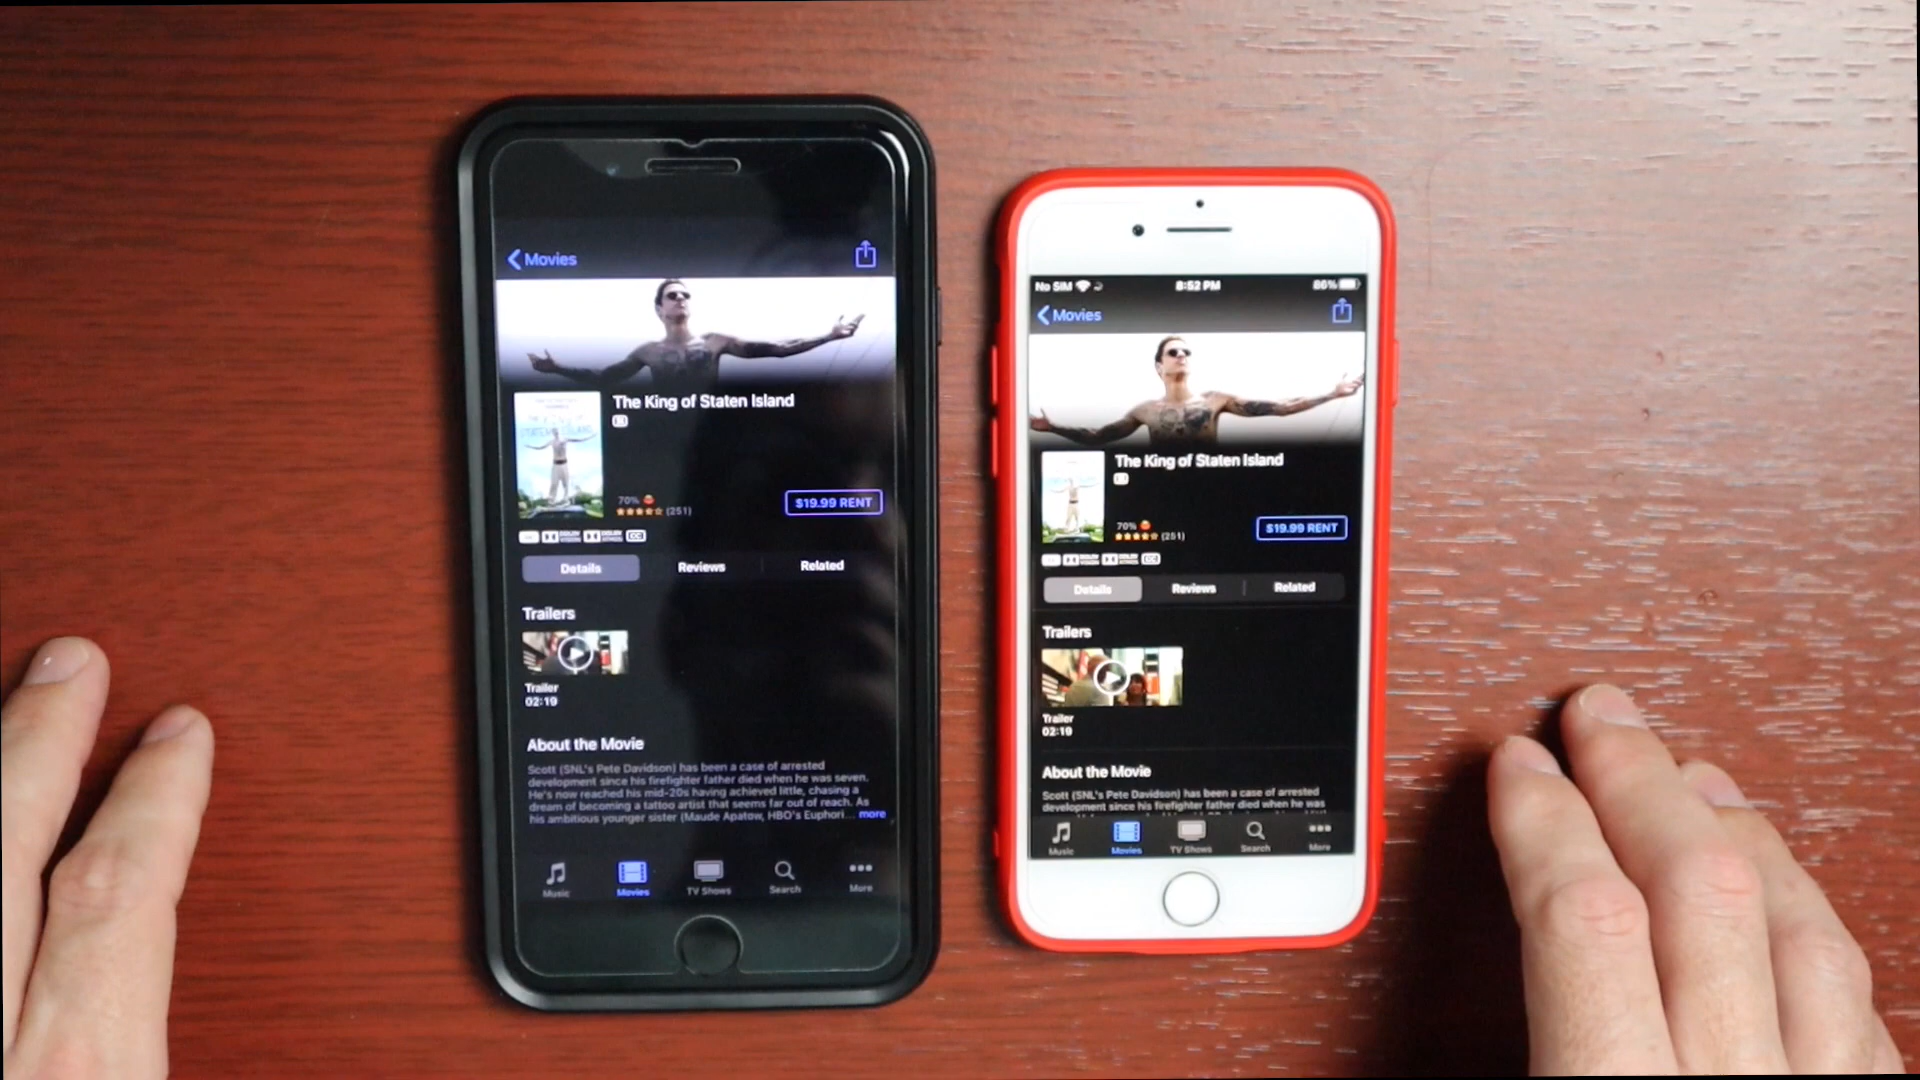 Movies
The King of Staten Island
70%
(251)
$19.99 RENT
CC
Details Reviews Related
Trailers
Trailer
02:19
About the Movie
Scott (SNL's Pete Davidson) has been a case of arrested
development since his firefighter father died when he was seven.
He's now reached his mid-20s having achieved little, chasing a
dream of becoming a tattoo artist that seems far out of reach. As
his ambitious younger sister (Maude Apatow, HBO's Euphori... more
Music Movies TV Shows Search More
No SIM 8:52 PM 86%
Movies
The King of Staten Island
70%
(251)
$19.99 RENT
CC
Details Reviews Related
Trailers
Trailer
02:19
About the Movie
Scott (SNL's Pete Davidson) has been a case of arrested
development since his firefighter father died when he was
Music Movies TV Shows Search More